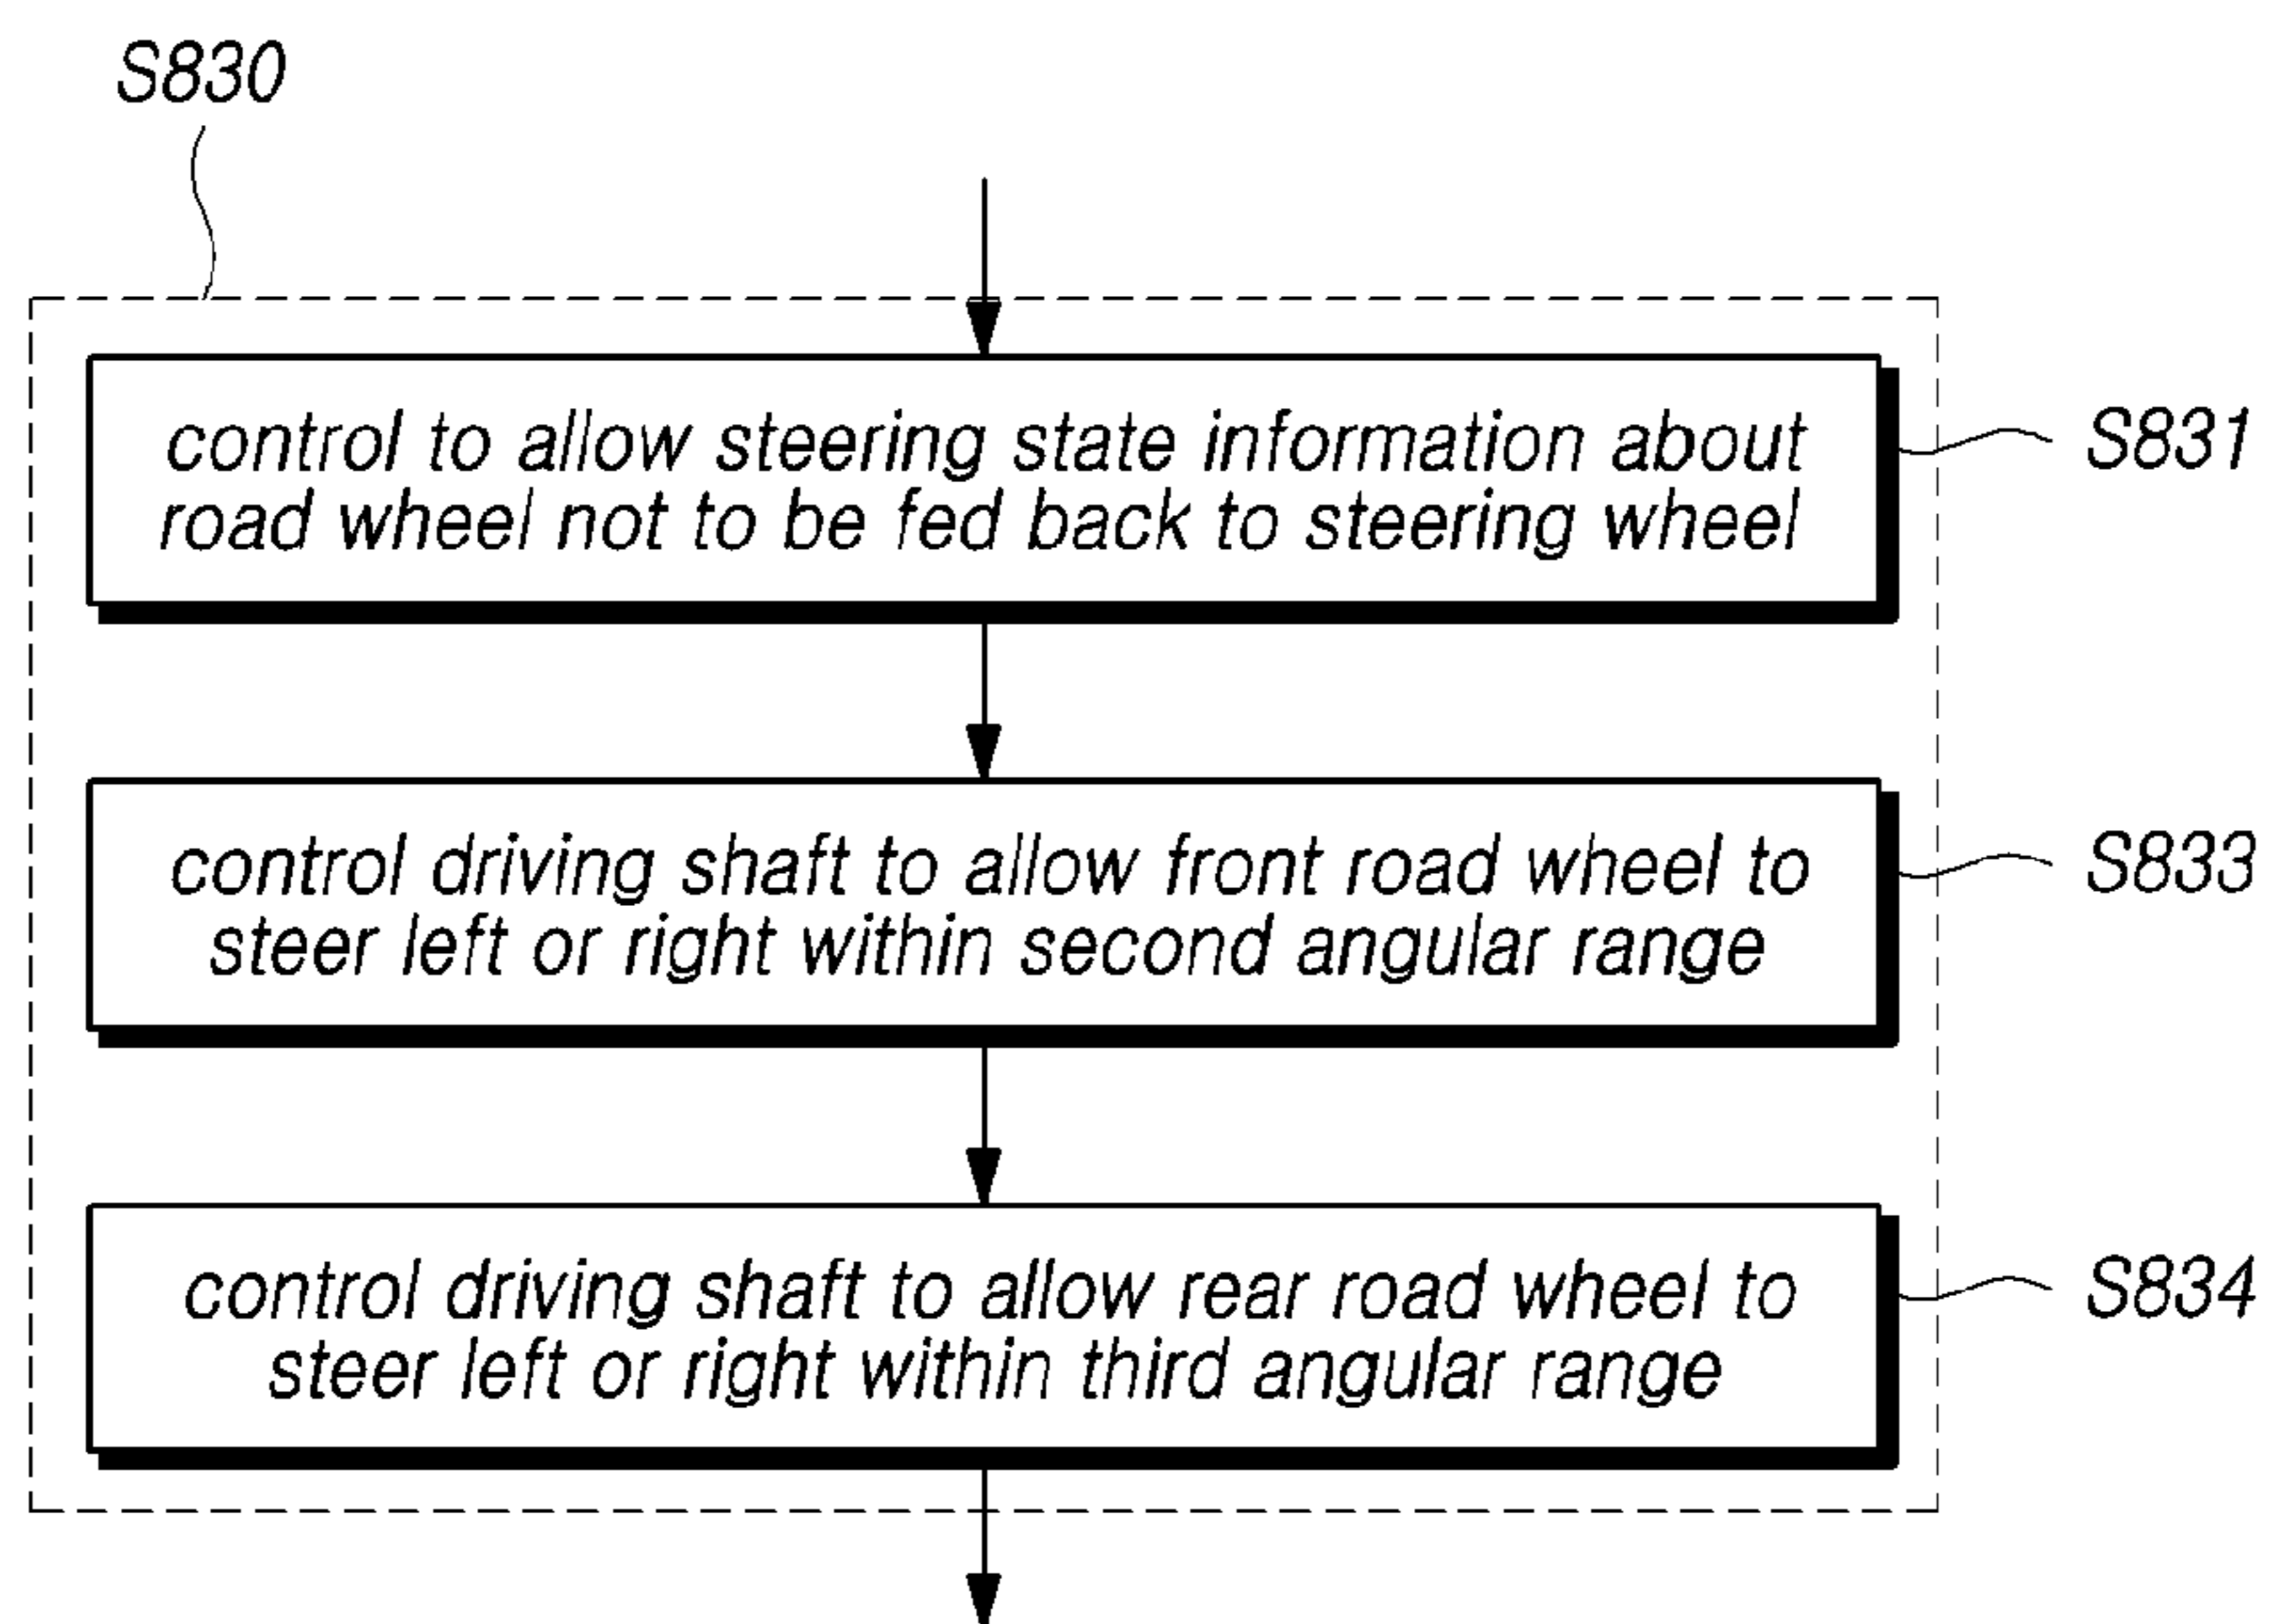 S830
control to allow steering state information about
road wheel not to be fed back to steering wheel
S831
control driving shaft to allow front road wheel to
steer left or right within second angular range
S833
control driving shaft to allow rear road wheel to
steer left or right within third angular range
S834